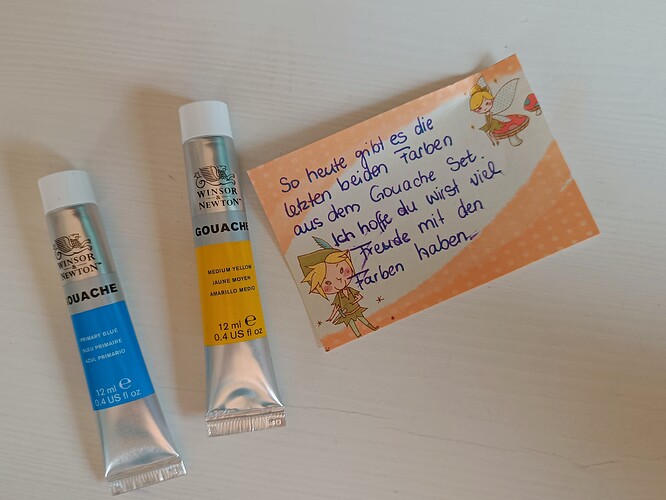 WINSOR
&
NEWTON™
GOUACHE
PRIMARY BLUE
BLEU PRIMAIRE
AZUL PRIMARIO
12 ml ℮
0.4 US fl oz
WINSOR
&
NEWTON™
GOUACHE
MEDIUM YELLOW
JAUNE MOYEN
AMARILLO MEDIO
12 ml ℮
0.4 US fl oz
So heute gibt es die
letzten beiden Farben
aus dem Gouache Set.
Ich hoffe du wirst viel
Freude mit den
Farben haben.